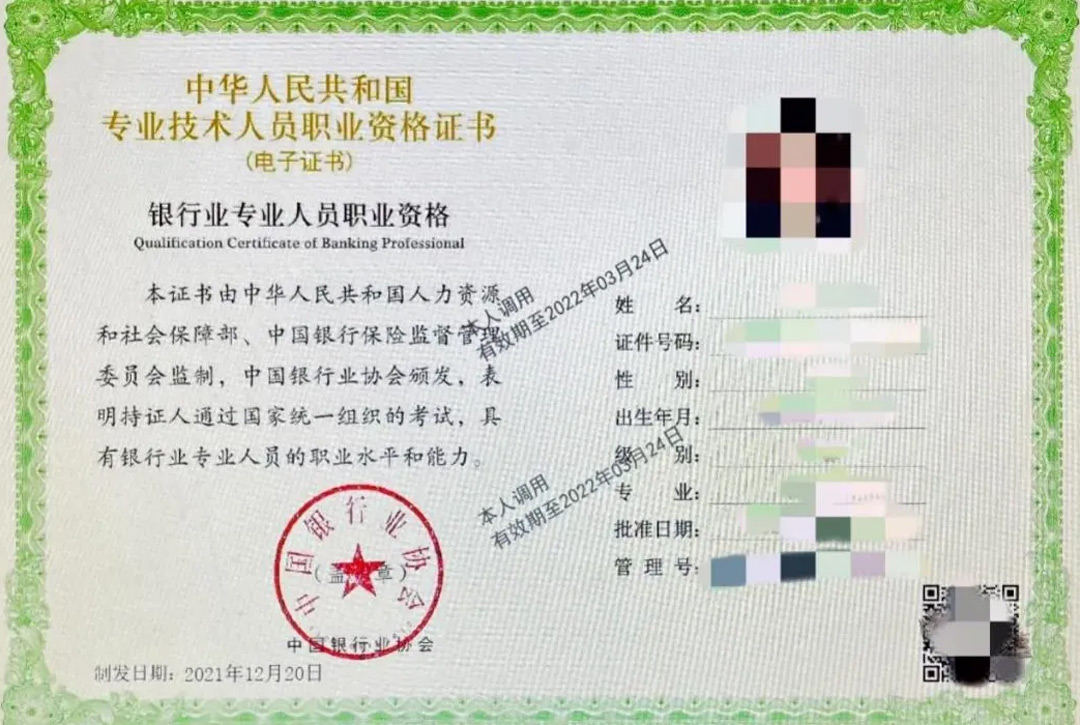 中华人民共和国
专业技术人员职业资格证书
(电子证书)
银行业专业人员职业资格
Qualification Certificate of Banking Professional
本证书由中华人民共和国人力资源
和社会保障部、中国银行保险监督管理
委员会监制，中国银行业协会颁发，表
明持证人通过国家统一组织的考试，具
有银行业专业人员的职业水平和能力。
中国银行业协会
(盖章)
中国银行业协会
制发日期：2021年12月20日
本人调用
有效期至2022年03月24日
本人调用
有效期至2022年03月24日
姓 名：
证件号码：
性 别：
出生年月：
级 别：
专 业：
批准日期：
管 理 号：